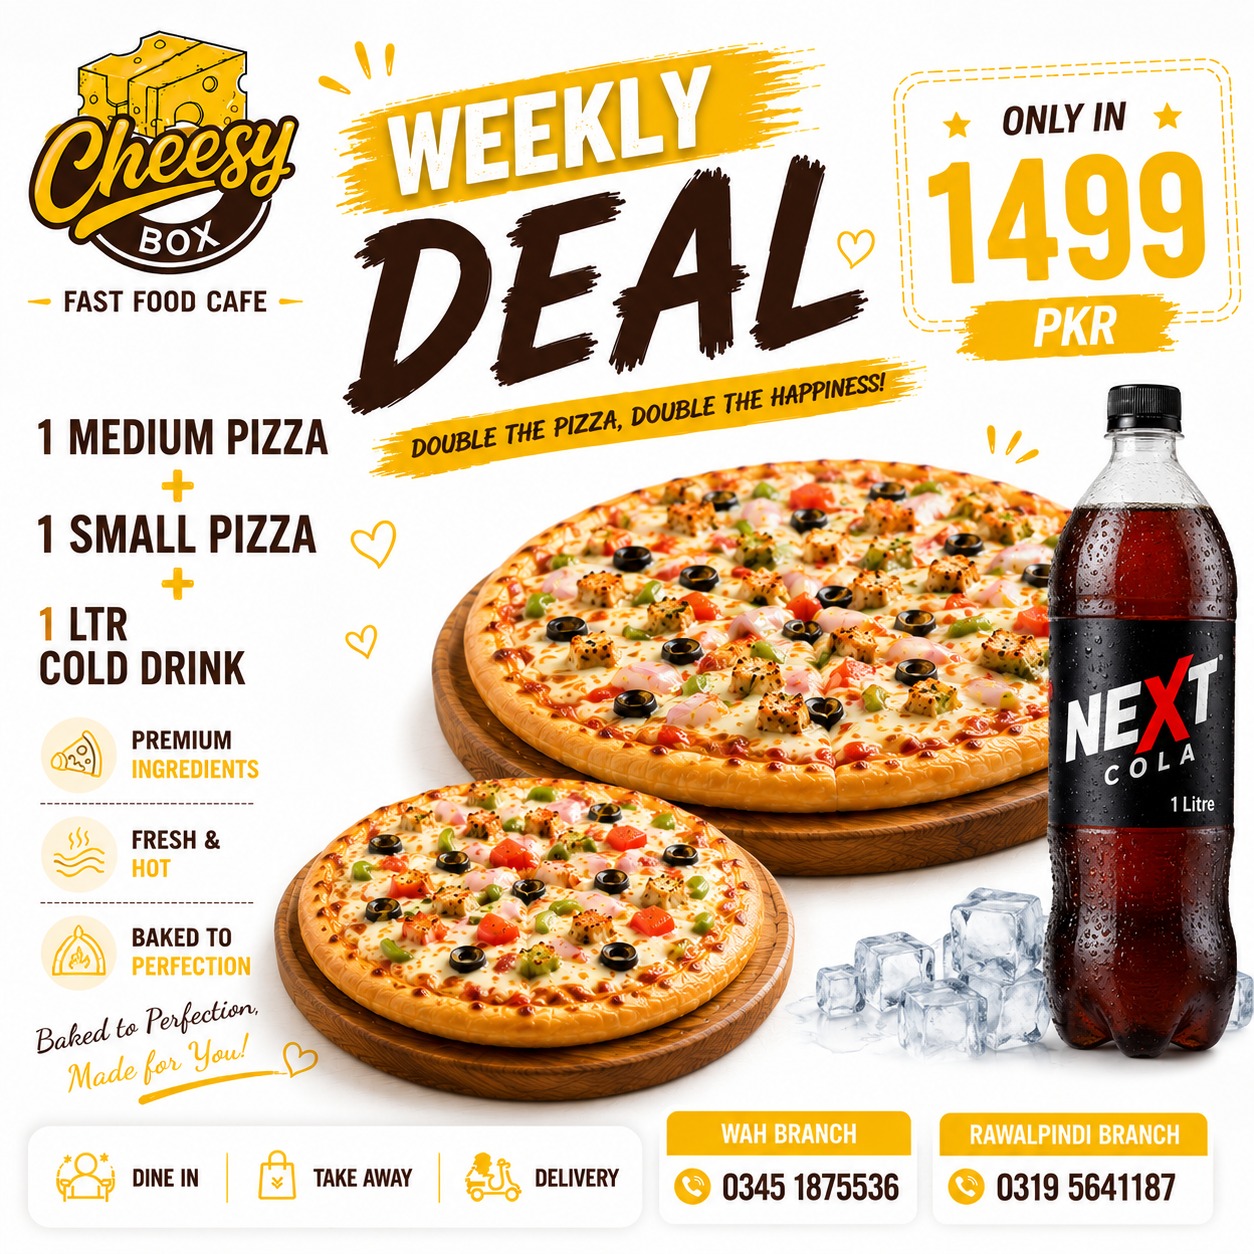 Cheesy
BOX
FAST FOOD CAFE
WEEKLY
DEAL
DOUBLE THE PIZZA, DOUBLE THE HAPPINESS!
ONLY IN
1499
PKR
1 MEDIUM PIZZA
+
1 SMALL PIZZA
+
1 LTR
COLD DRINK
PREMIUM
INGREDIENTS
FRESH &
HOT
BAKED TO
PERFECTION
Baked to Perfection,
Made for You!
NEXT
COLA
1 Litre
DINE IN
TAKE AWAY
DELIVERY
WAH BRANCH
0345 1875536
RAWALPINDI BRANCH
0319 5641187